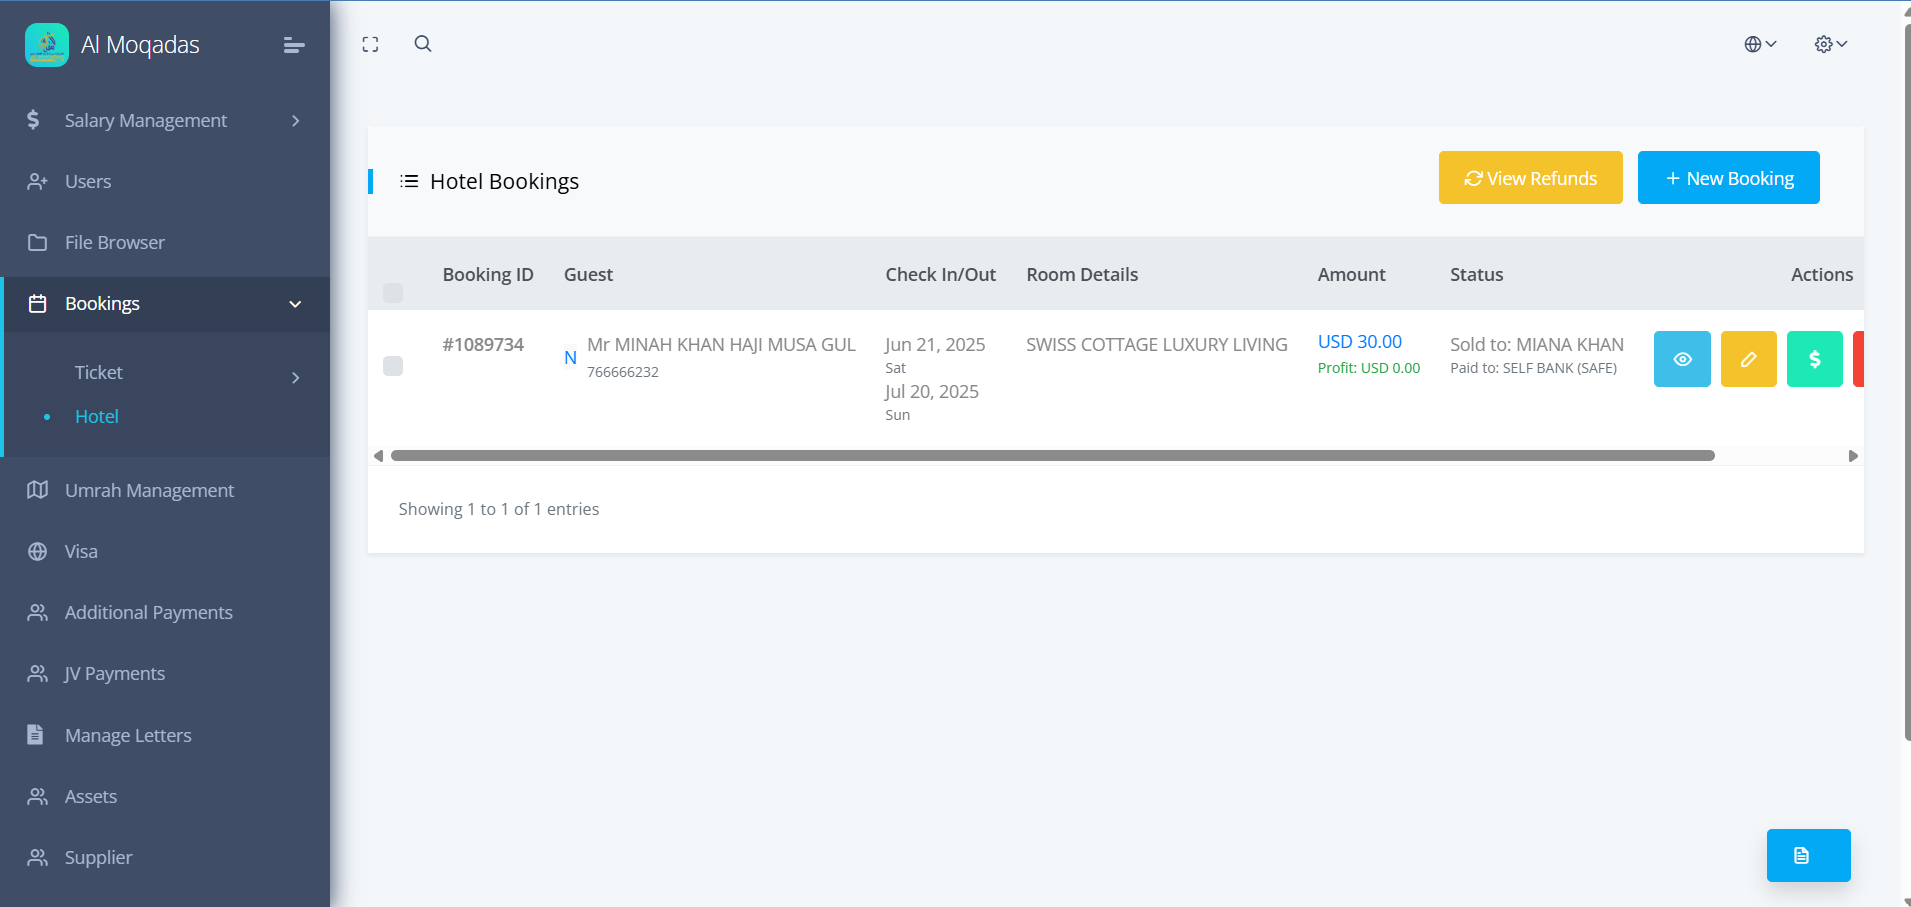 Al Moqadas
Salary Management
Users
File Browser
Bookings
Ticket
Hotel
Umrah Management
Visa
Additional Payments
JV Payments
Manage Letters
Assets
Supplier
Hotel Bookings
View Refunds
+ New Booking
Booking ID Guest Check In/Out Room Details Amount Status Actions
#1089734
N
Mr MINAH KHAN HAJI MUSA GUL
766666232
Jun 21, 2025
Sat
Jul 20, 2025
Sun
SWISS COTTAGE LUXURY LIVING
USD 30.00
Profit: USD 0.00
Sold to: MIANA KHAN
Paid to: SELF BANK (SAFE)
Showing 1 to 1 of 1 entries